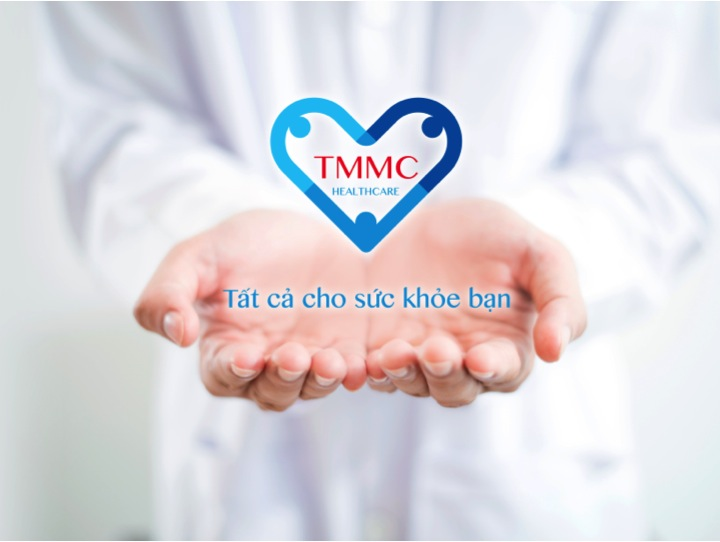 TMMC
HEALTHCARE
Tất cả cho sức khỏe bạn